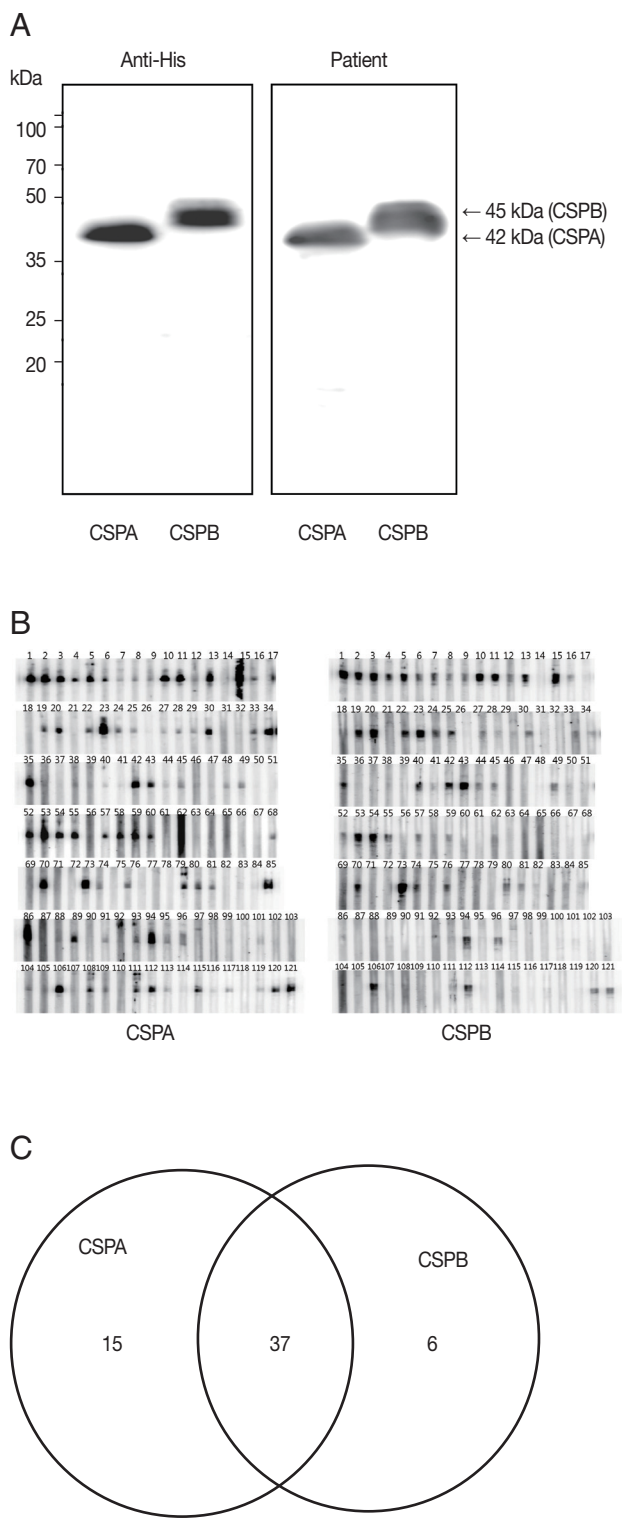 A
Anti-His Patient
kDa
100
70
50
35
25
20
← 45 kDa (CSPB)
← 42 kDa (CSPA)
CSPA CSPB CSPA CSPB
B
1 2 3 4 5 6 7 8 9 10 11 12 13 14 15 16 17
18 19 20 21 22 23 24 25 26 27 28 29 30 31 32 33 34
35 36 37 38 39 40 41 42 43 44 45 46 47 48 49 50 51
52 53 54 55 56 57 58 59 60 61 62 63 64 65 66 67 68
69 70 71 72 73 74 75 76 77 78 79 80 81 82 83 84 85
86 87 88 89 90 91 92 93 94 95 96 97 98 99 100 101 102 103
104 105 106 107 108 109 110 111 112 113 114 115 116 117 118 119 120 121
CSPA
1 2 3 4 5 6 7 8 9 10 11 12 13 14 15 16 17
18 19 20 21 22 23 24 25 26 27 28 29 30 31 32 33 34
35 36 37 38 39 40 41 42 43 44 45 46 47 48 49 50 51
52 53 54 55 56 57 58 59 60 61 62 63 64 65 66 67 68
69 70 71 72 73 74 75 76 77 78 79 80 81 82 83 84 85
86 87 88 89 90 91 92 93 94 95 96 97 98 99 100 101 102 103
104 105 106 107 108 109 110 111 112 113 114 115 116 117 118 119 120 121
CSPB
C
CSPA
CSPB
15 37 6